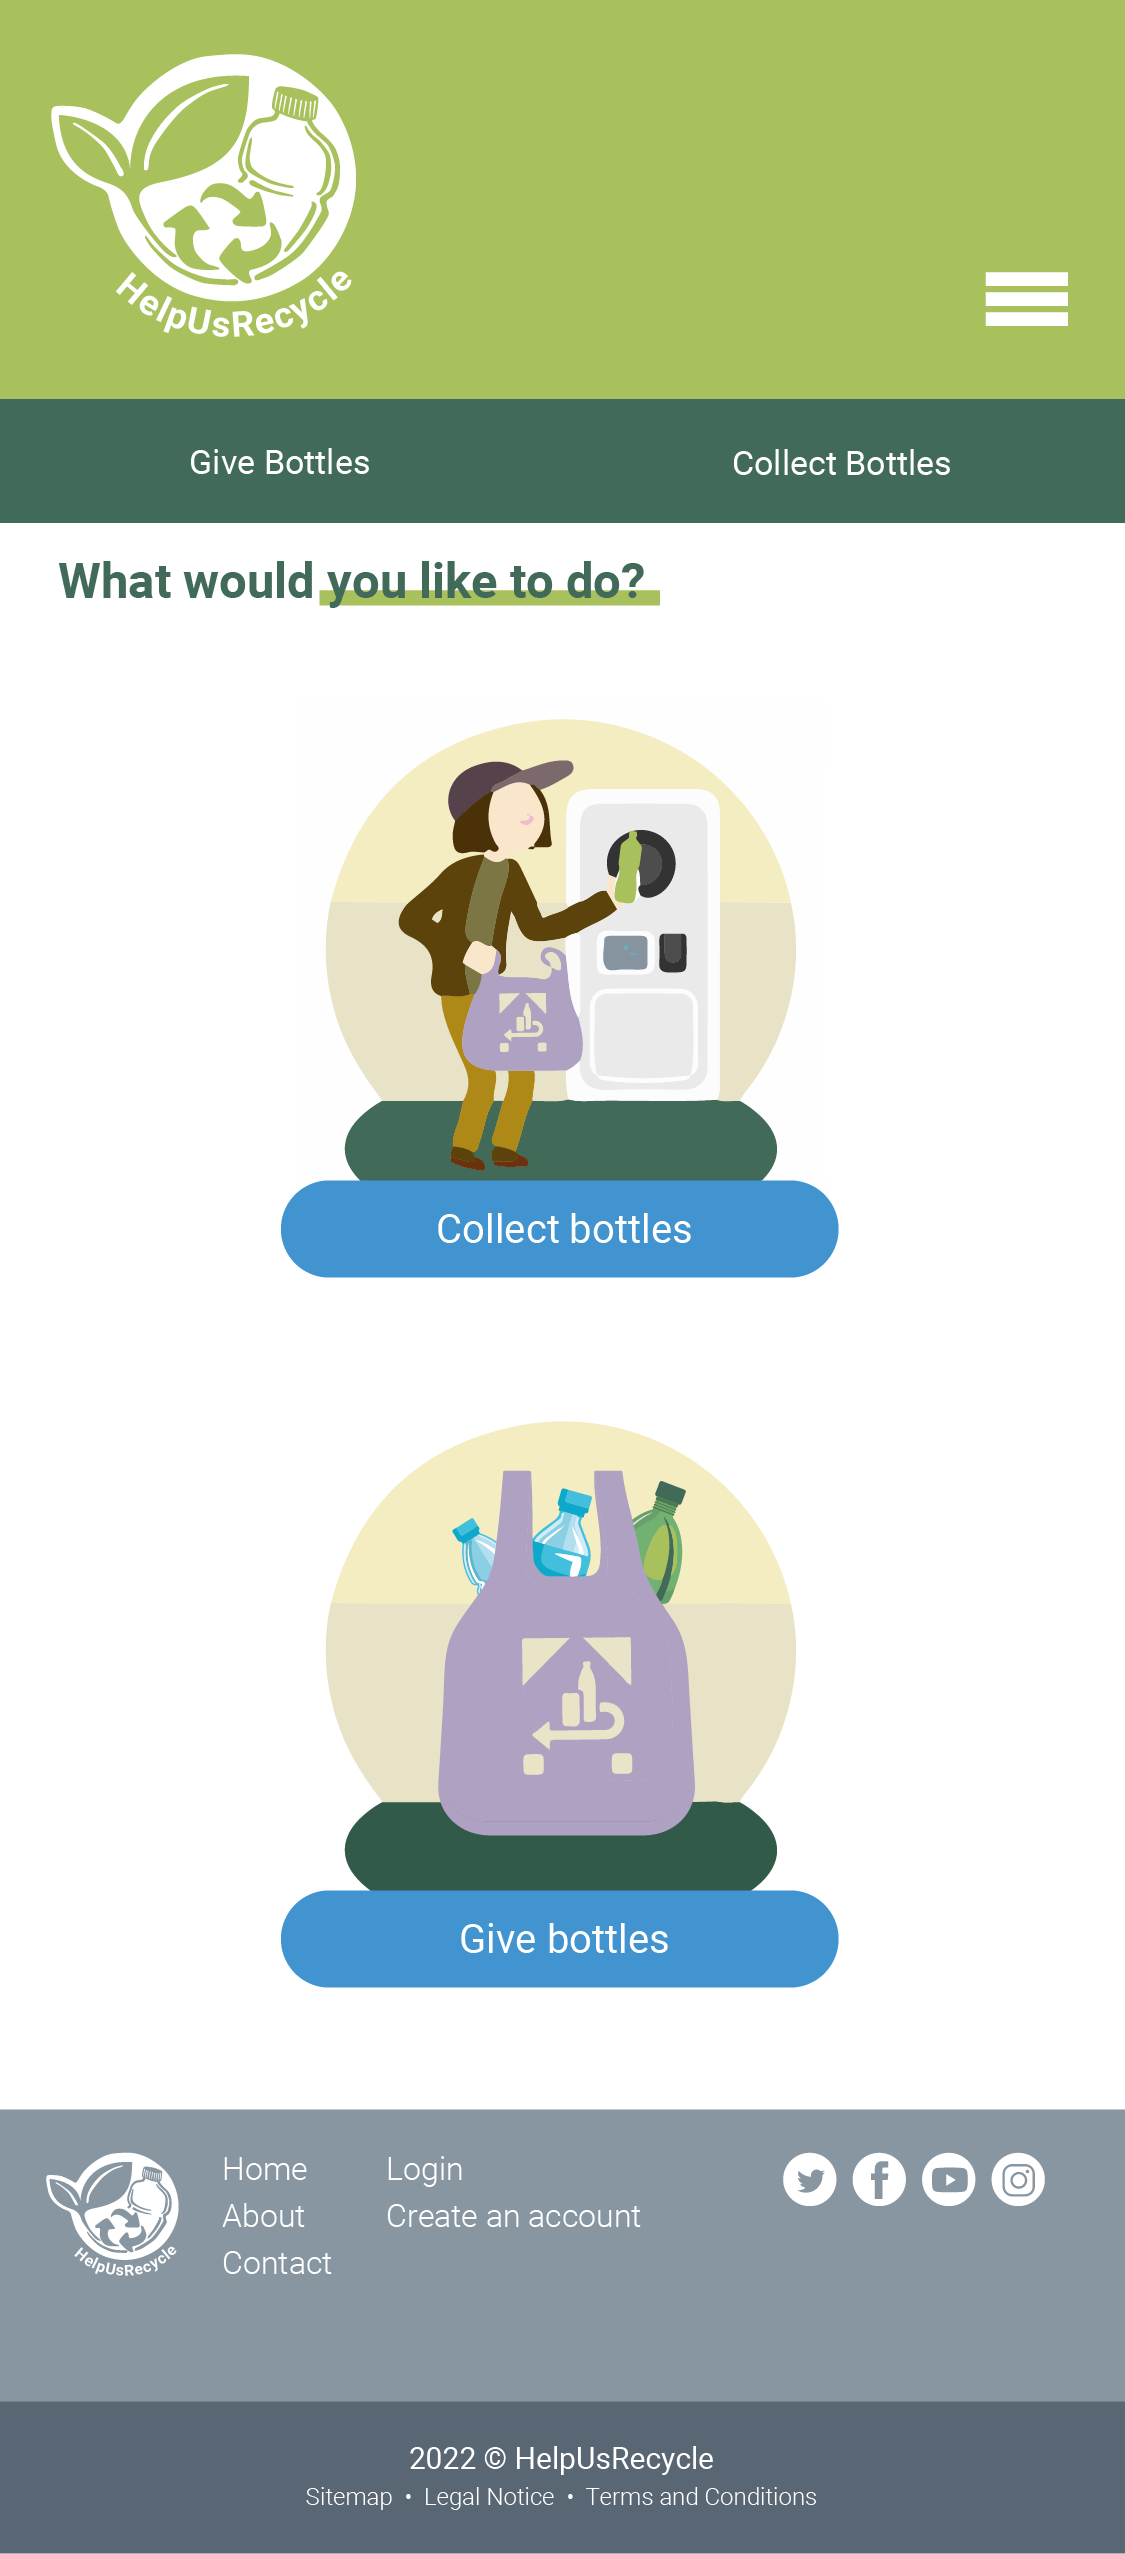 HelpUsRecycle
Give Bottles
Collect Bottles
What would you like to do?
Collect bottles
Give bottles
HelpUsRecycle
Home
About
Contact
Login
Create an account
2022 © HelpUsRecycle
Sitemap • Legal Notice • Terms and Conditions